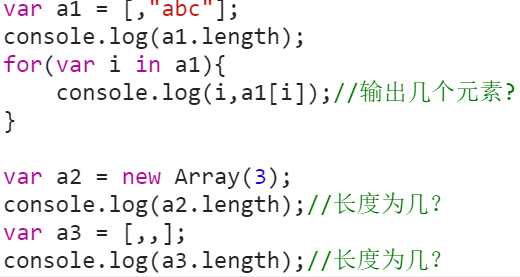 var a1 = [,"abc"];
console.log(a1.length);
for(var i in a1){
    console.log(i,a1[i]);//输出几个元素?
}

var a2 = new Array(3);
console.log(a2.length);//长度为几？
var a3 = [,,];
console.log(a3.length);//长度为几？